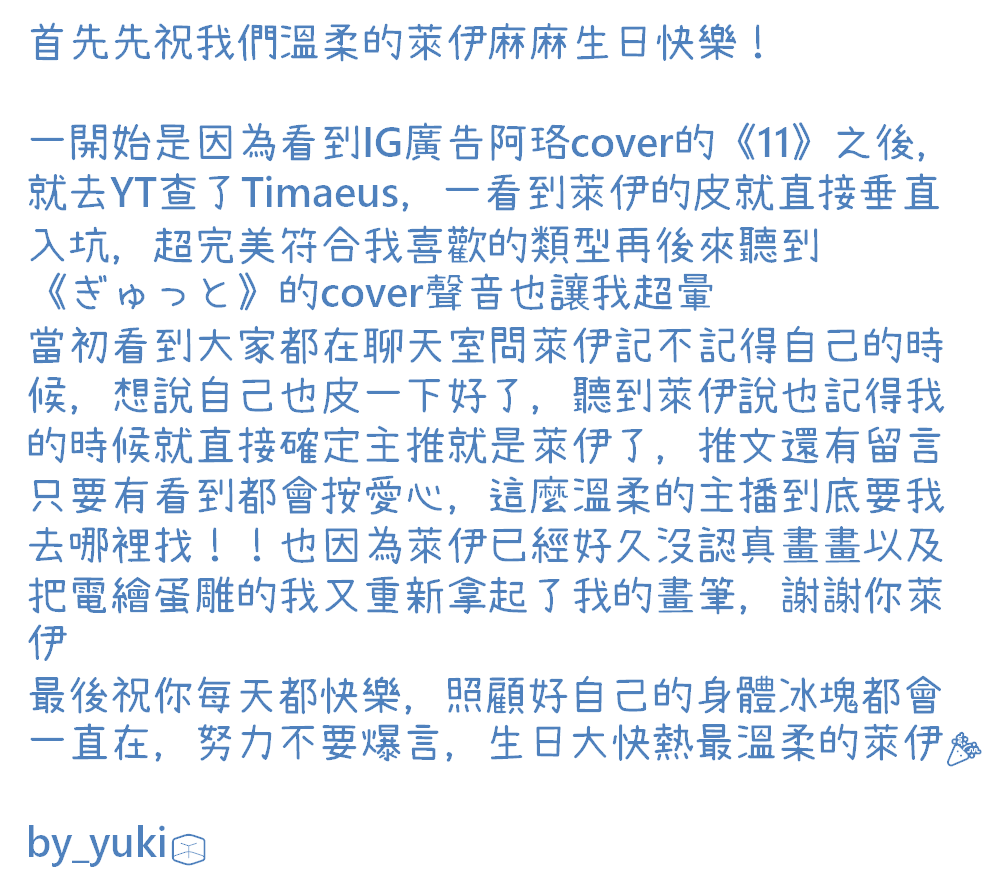 首先先祝我們溫柔的萊伊麻麻生日快樂！
一開始是因為看到IG廣告阿珞cover的《11》之後,
就去YT查了Timaeus,一看到萊伊的皮就直接垂直
入坑,超完美符合我喜歡的類型再後來聽到
《ぎゅっと》的cover聲音也讓我超暈
當初看到大家都在聊天室問萊伊記不記得自己的時
候,想說自己也皮一下好了,聽到萊伊說也記得我
的時候就直接確定主推就是萊伊了,推文還有留言
只要有看到都會按愛心,這麼溫柔的主播到底要我
去哪裡找！！也因為萊伊已經好久沒認真畫畫以及
把電繪蛋雕的我又重新拿起了我的畫筆,謝謝你萊
伊
最後祝你每天都快樂,照顧好自己的身體冰塊都會
一直在,努力不要爆言,生日大快熱最溫柔的萊伊🎉
by_yuki🧊